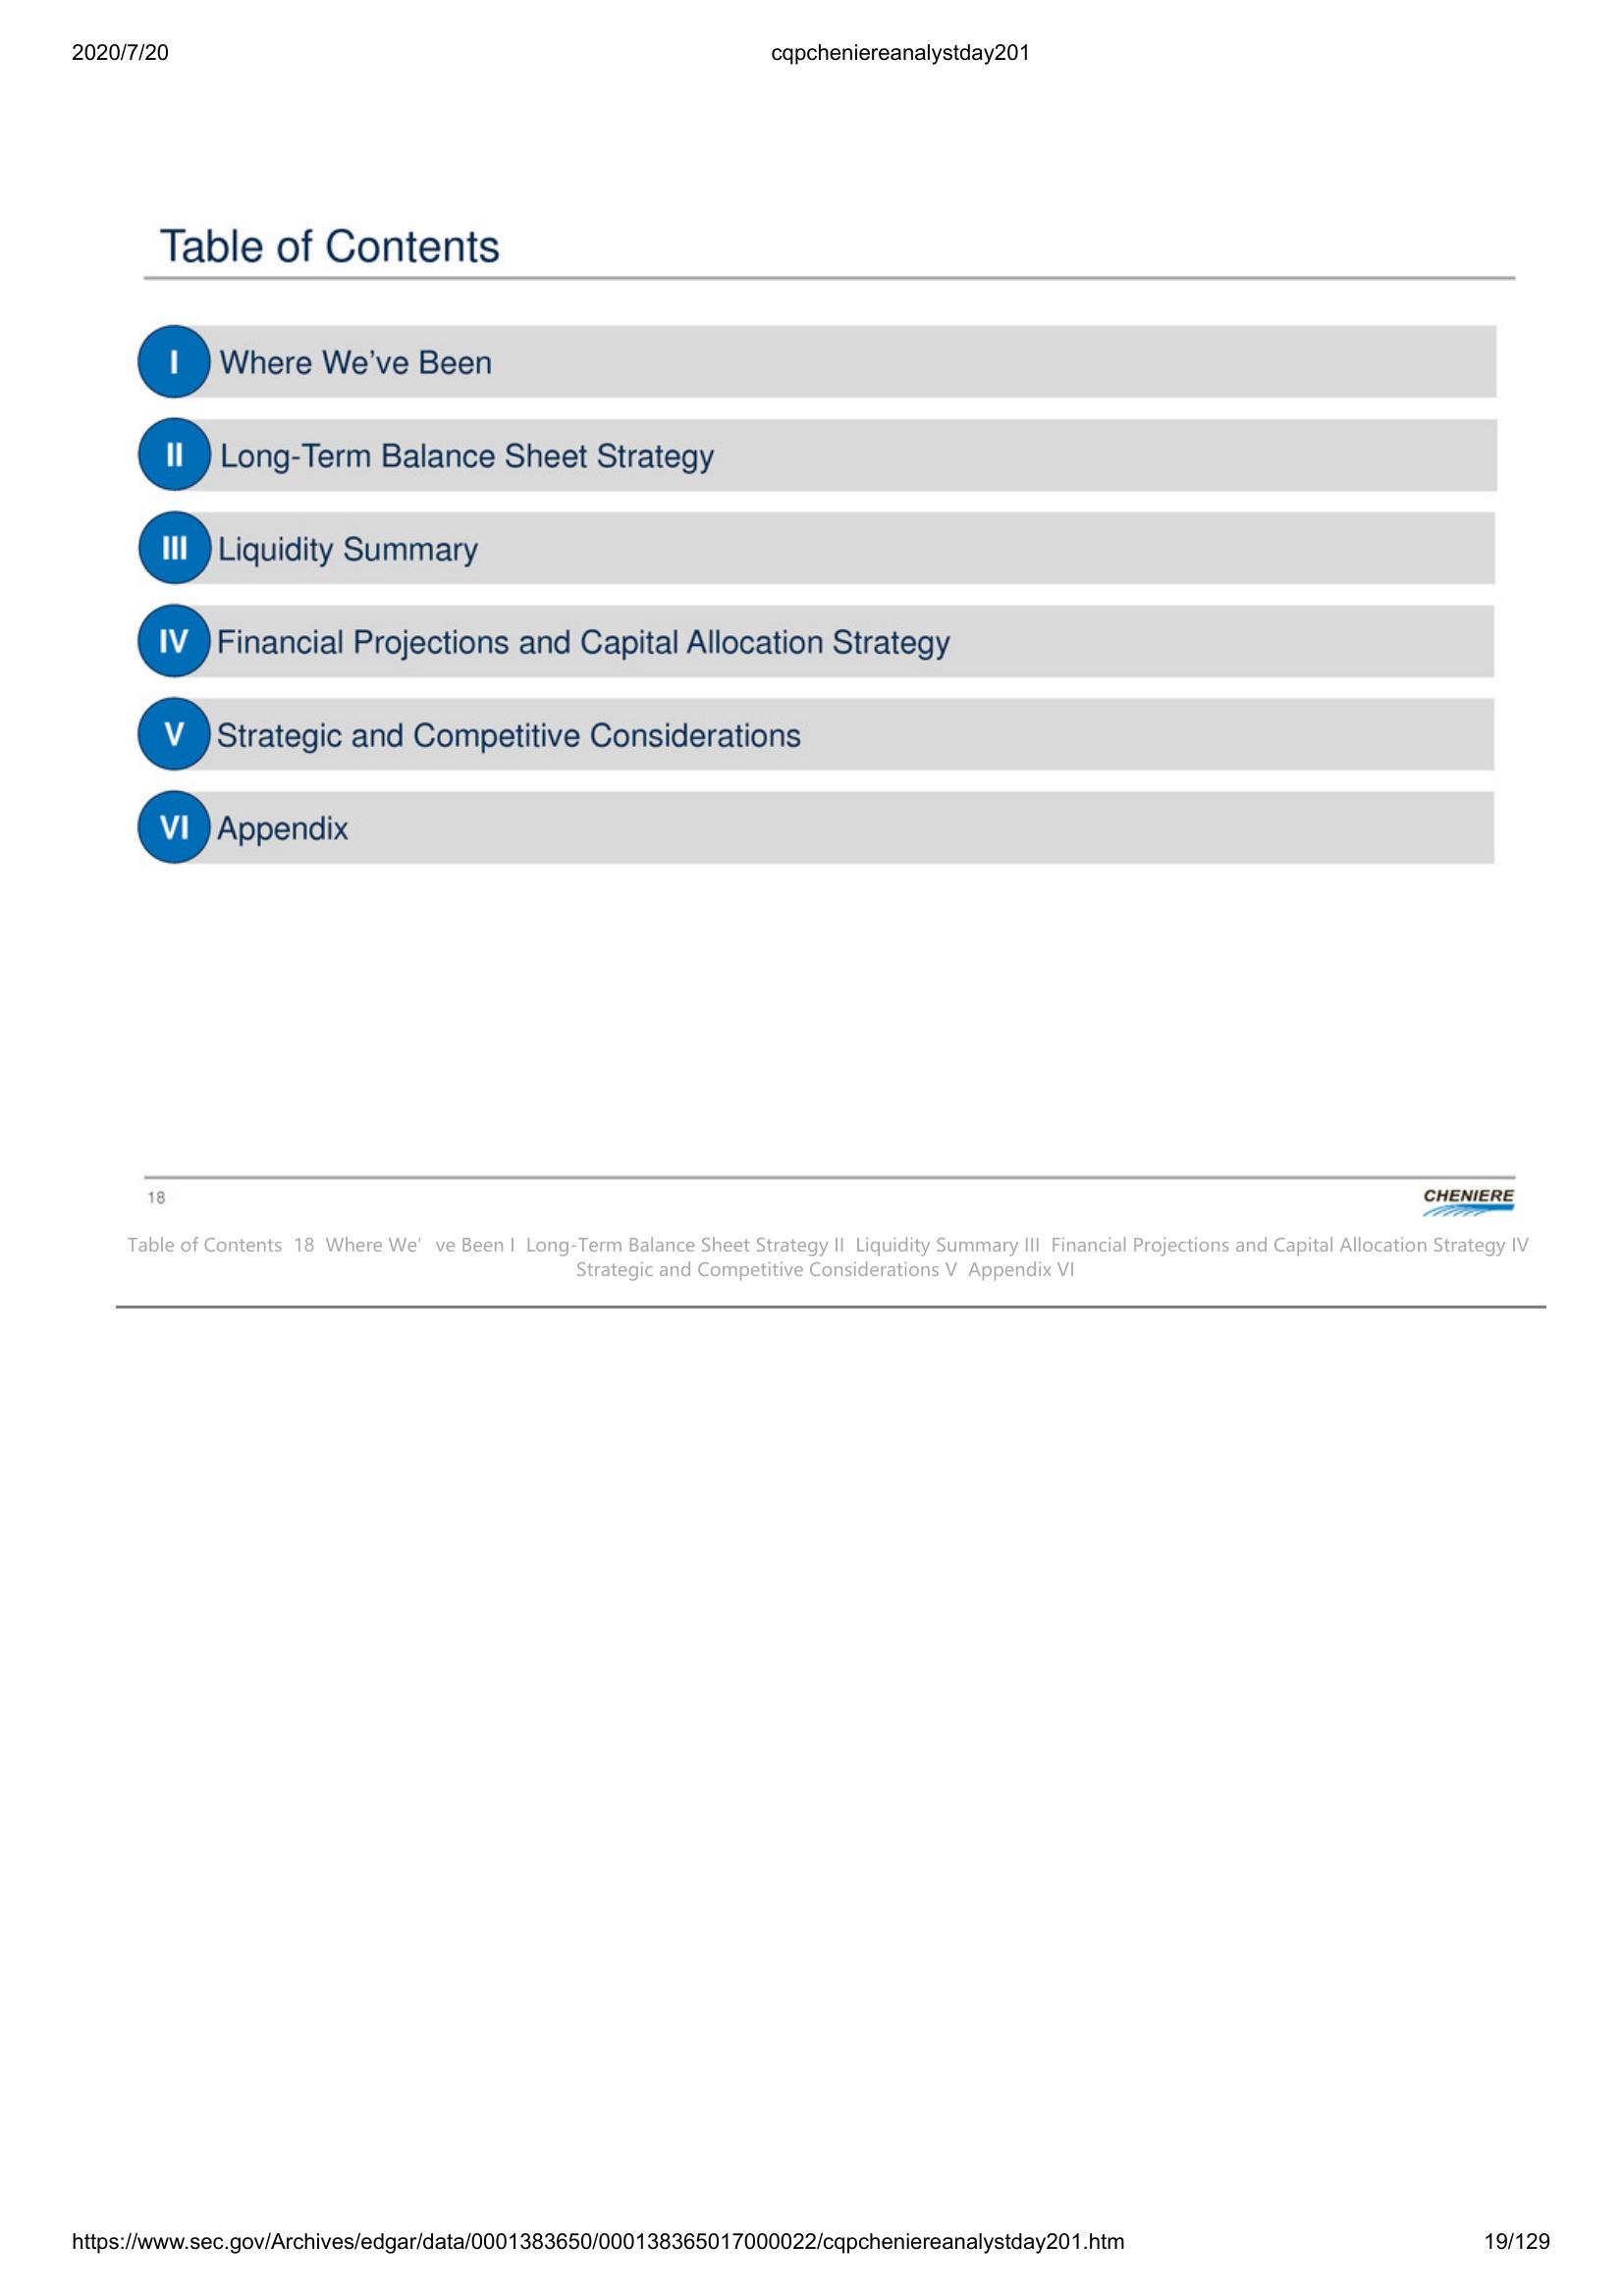 2020/7/20 cqpcheniereanalystday201
Table of Contents
I Where We've Been
II Long-Term Balance Sheet Strategy
III Liquidity Summary
IV Financial Projections and Capital Allocation Strategy
V Strategic and Competitive Considerations
VI Appendix
18 CHENIERE
Table of Contents 18 Where We’ ve Been I Long-Term Balance Sheet Strategy II Liquidity Summary III Financial Projections and Capital Allocation Strategy IV
Strategic and Competitive Considerations V Appendix VI
https://www.sec.gov/Archives/edgar/data/0001383650/000138365017000022/cqpcheniereanalystday201.htm 19/129